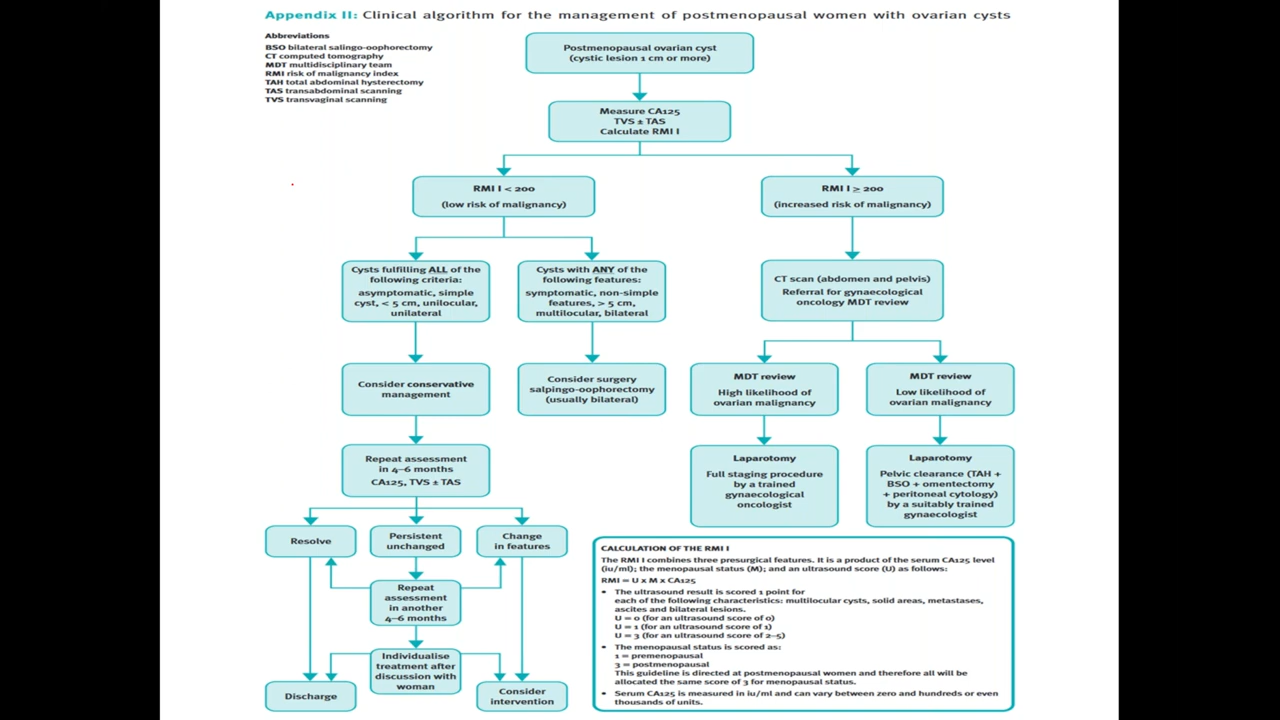 Appendix II: Clinical algorithm for the management of postmenopausal women with ovarian cysts
Abbreviations
BSO bilateral salingo-oophorectomy
CT computed tomography
MDT multidisciplinary team
RMI risk of malignancy index
TAH total abdominal hysterectomy
TAS transabdominal scanning
TVS transvaginal scanning
Postmenopausal ovarian cyst
(cystic lesion 1 cm or more)
Measure CA125
TVS ± TAS
Calculate RMI I
RMI I < 200
(low risk of malignancy)
RMI I ≥ 200
(increased risk of malignancy)
Cysts fulfilling ALL of the
following criteria:
asymptomatic, simple
cyst, < 5 cm, unilocular,
unilateral
Cysts with ANY of the
following features:
symptomatic, non-simple
features, > 5 cm,
multilocular, bilateral
CT scan (abdomen and pelvis)
Referral for gynaecological
oncology MDT review
Consider conservative
management
Consider surgery
salpingo-oophorectomy
(usually bilateral)
MDT review
High likelihood of
ovarian malignancy
MDT review
Low likelihood of
ovarian malignancy
Repeat assessment
in 4–6 months
CA125, TVS ± TAS
Laparotomy
Full staging procedure
by a trained
gynaecological
oncologist
Laparotomy
Pelvic clearance (TAH +
BSO + omentectomy
+ peritoneal cytology)
by a suitably trained
gynaecologist
Resolve
Persistent
unchanged
Change
in features
Repeat
assessment
in another
4–6 months
Individualise
treatment after
discussion with
woman
Discharge
Consider
intervention
CALCULATION OF THE RMI I
The RMI I combines three presurgical features. It is a product of the serum CA125 level
(iu/ml); the menopausal status (M); and an ultrasound score (U) as follows:
RMI = U x M x CA125
• The ultrasound result is scored 1 point for
each of the following characteristics: multilocular cysts, solid areas, metastases,
ascites and bilateral lesions.
U = 0 (for an ultrasound score of 0)
U = 1 (for an ultrasound score of 1)
U = 3 (for an ultrasound score of 2–5)
• The menopausal status is scored as:
1 = premenopausal
3 = postmenopausal
This guideline is directed at postmenopausal women and therefore all will be
allocated the same score of 3 for menopausal status.
• Serum CA125 is measured in iu/ml and can vary between zero and hundreds or even
thousands of units.